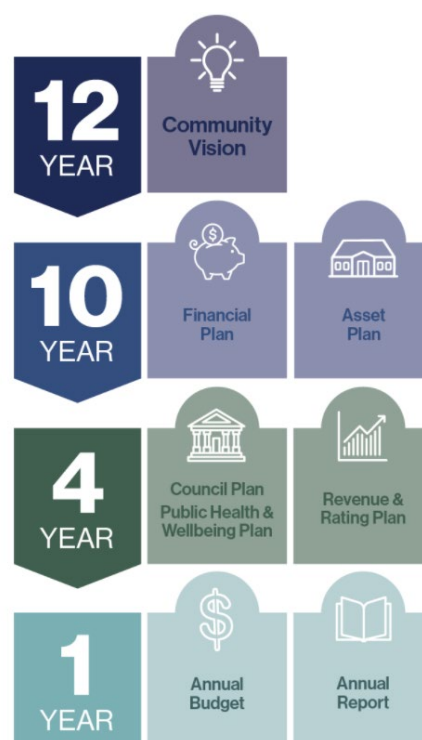 12
YEAR
Community
Vision
10
YEAR
$
Financial
Plan
Asset
Plan
4
YEAR
Council Plan
Public Health &
Wellbeing Plan
Revenue &
Rating Plan
1
YEAR
$
Annual
Budget
Annual
Report